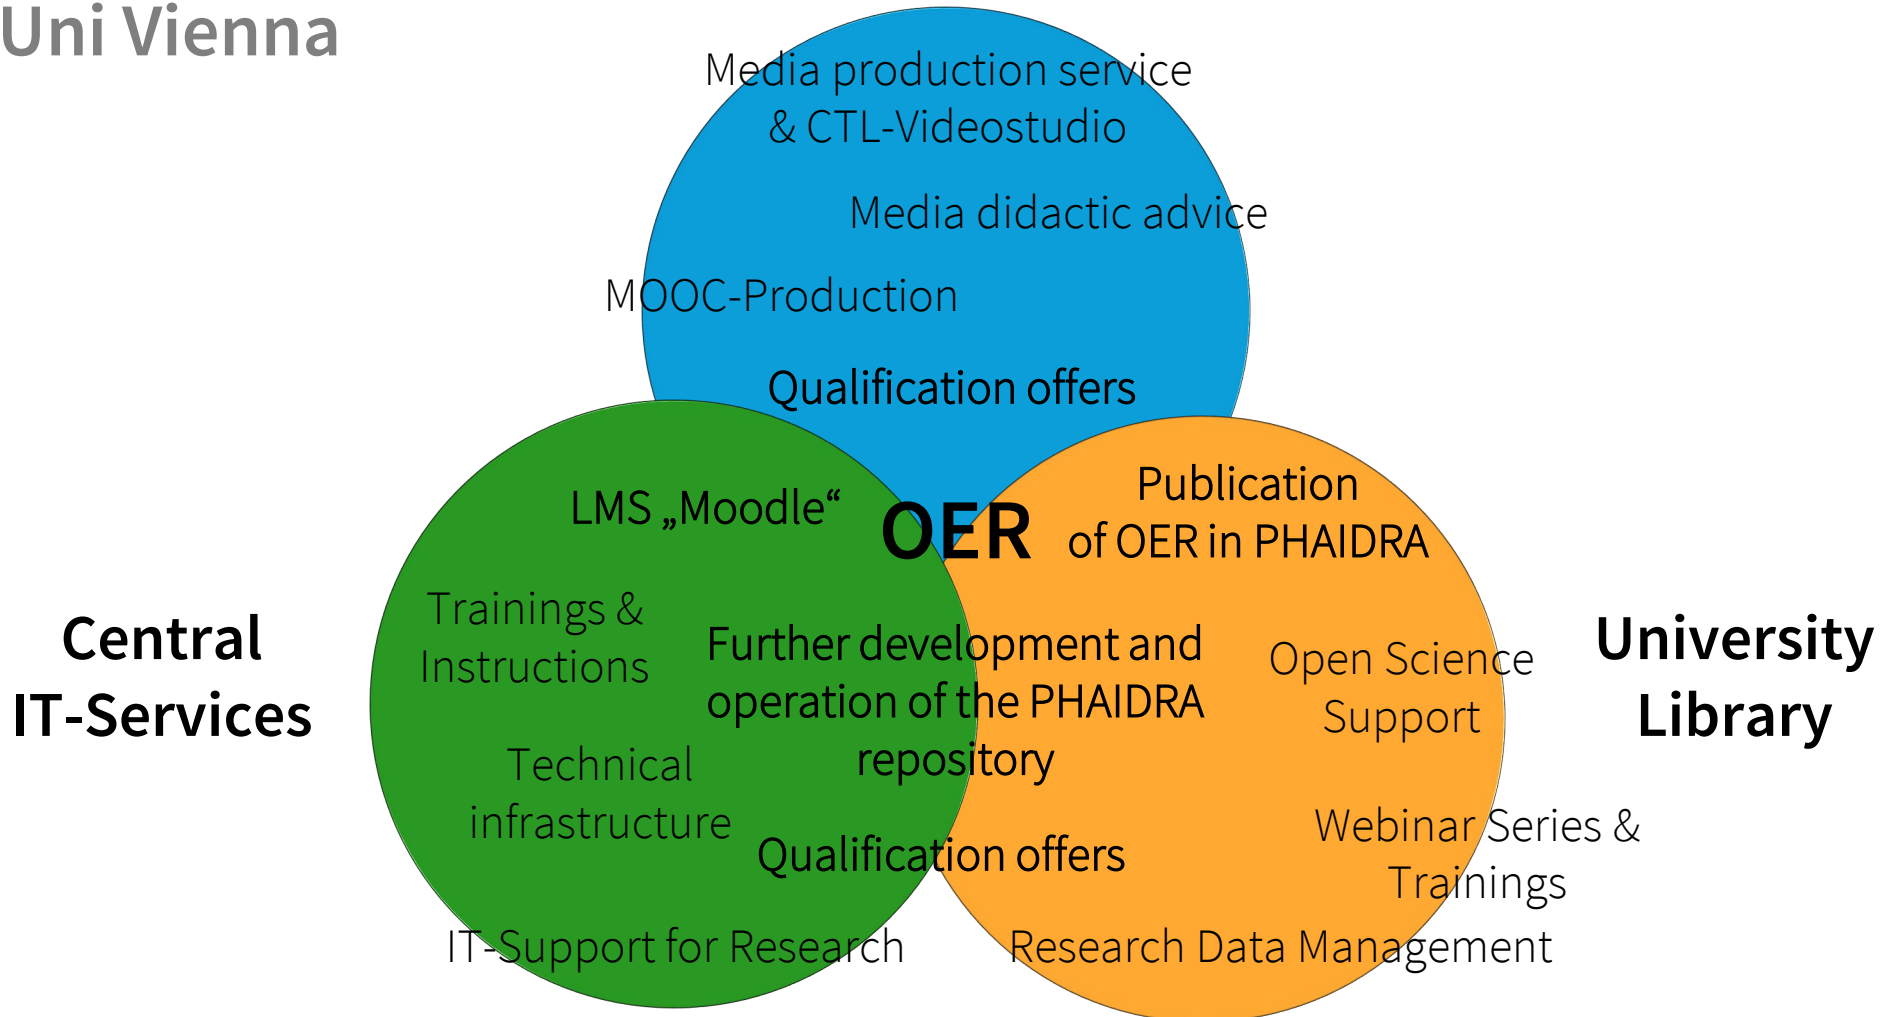 Uni Vienna
Media production service
& CTL-Videostudio
Media didactic advice
MOOC-Production
Qualification offers
LMS „Moodle“
OER
Publication
of OER in PHAIDRA
Central
IT-Services
Trainings &
Instructions
Further development and
operation of the PHAIDRA
repository
Open Science
Support
University
Library
Technical
infrastructure
Qualification offers
Webinar Series &
Trainings
IT-Support for Research
Research Data Management